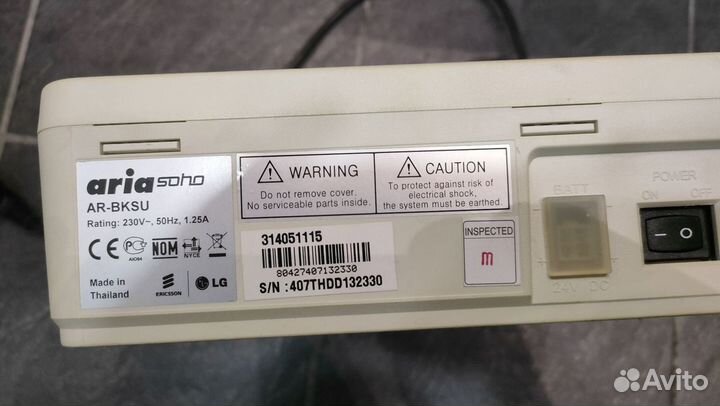 aria soho
AR-BKSU
Rating: 230V~, 50Hz, 1.25A
CE PC NOM NYCE
АЮ64
Made in
Thailand
ERICSSON
LG
WARNING
Do not remove cover.
No serviceable parts inside.
CAUTION
To protect against risk of
electrical shock,
the system must be earthed.
314051115
80427407132330
S/N : 407THDD132330
INSPECTED
m
BATT
+ -
24V DC
POWER
ON OFF
Avito